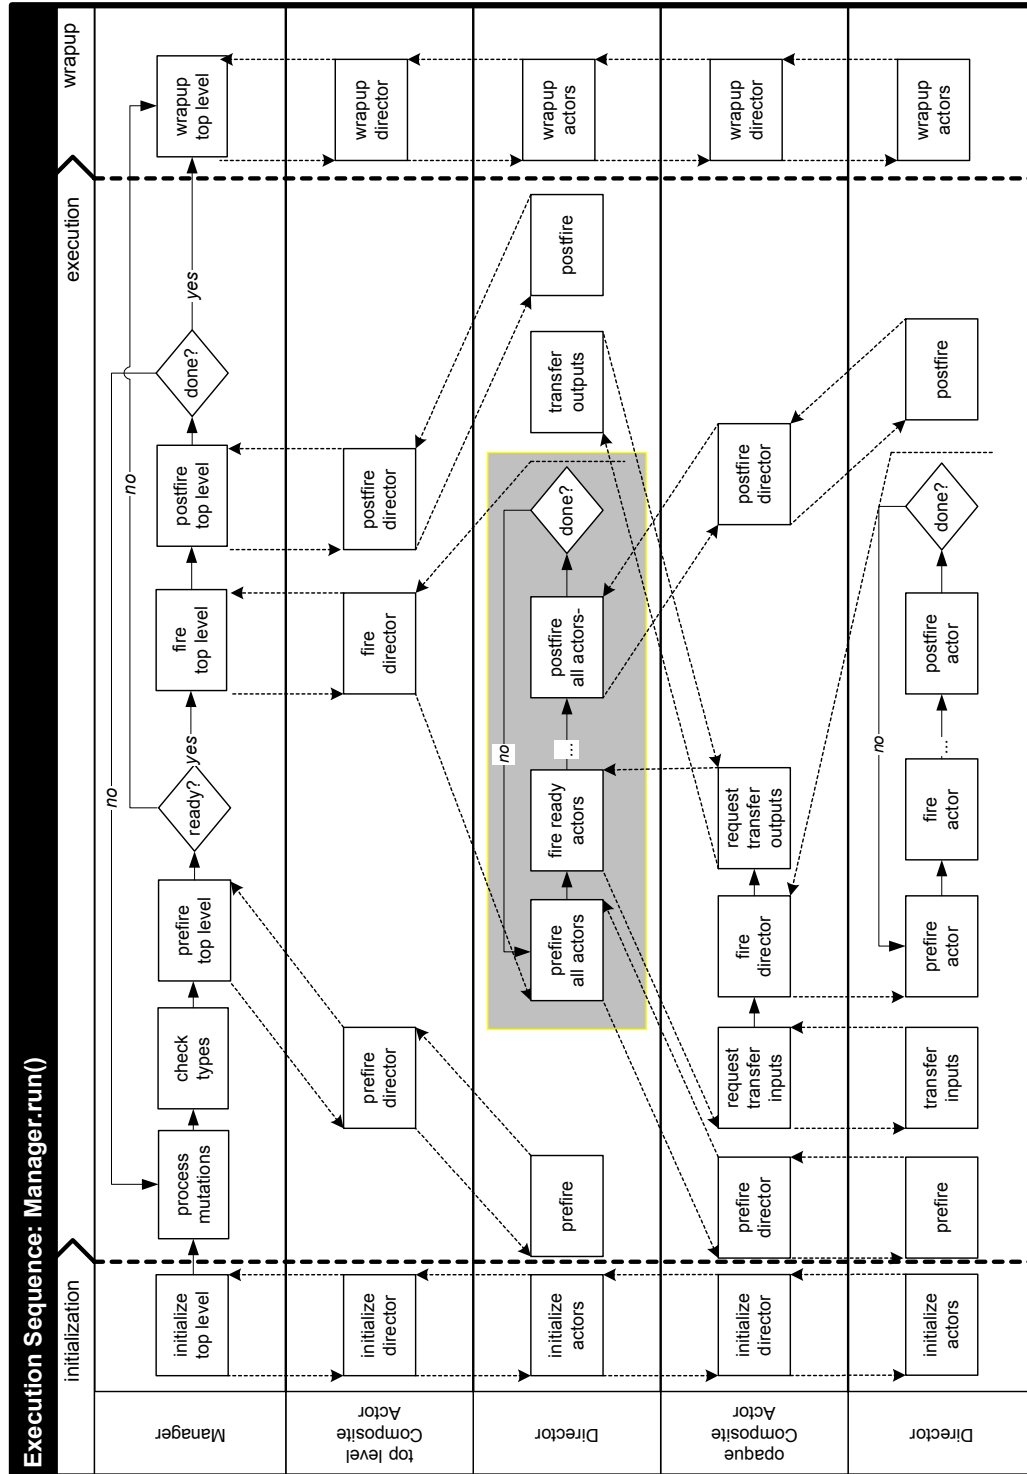 Execution Sequence: Manager.run()
initialization
execution
wrapup
Manager
initialize
top level
process
mutations
check
types
prefire
top level
ready?
yes
no
fire
top level
postfire
top level
done?
yes
no
wrapup
top level
top level
Composite
Actor
initialize
director
prefire
director
fire
director
postfire
director
wrapup
director
Director
initialize
actors
prefire
prefire
all actors
fire ready
actors
...
postfire
all actors-
done?
no
transfer
outputs
postfire
wrapup
actors
opaque
Composite
Actor
initialize
director
prefire
director
request
transfer
inputs
fire
director
request
transfer
outputs
postfire
director
wrapup
director
Director
initialize
actors
prefire
transfer
inputs
prefire
actor
fire
actor
...
postfire
actor
done?
no
postfire
wrapup
actors